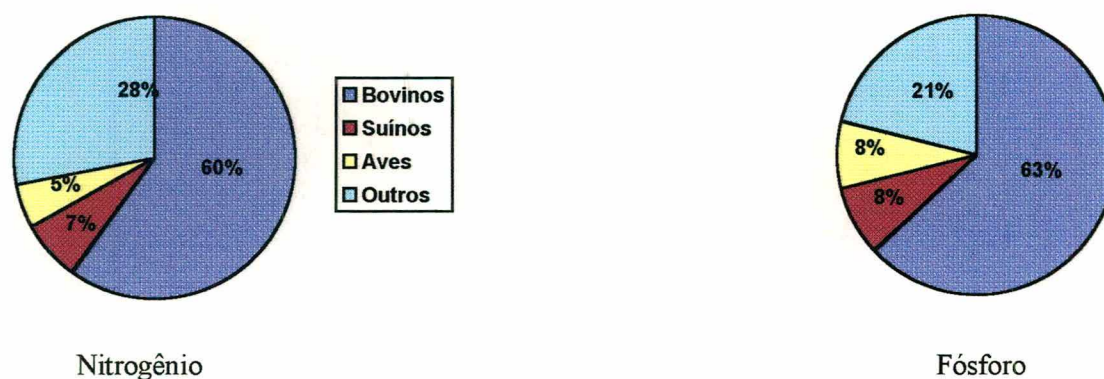 28%
60%
5%
7%
Bovinos
Suínos
Aves
Outros
21%
8%
63%
8%
Nitrogênio
Fósforo